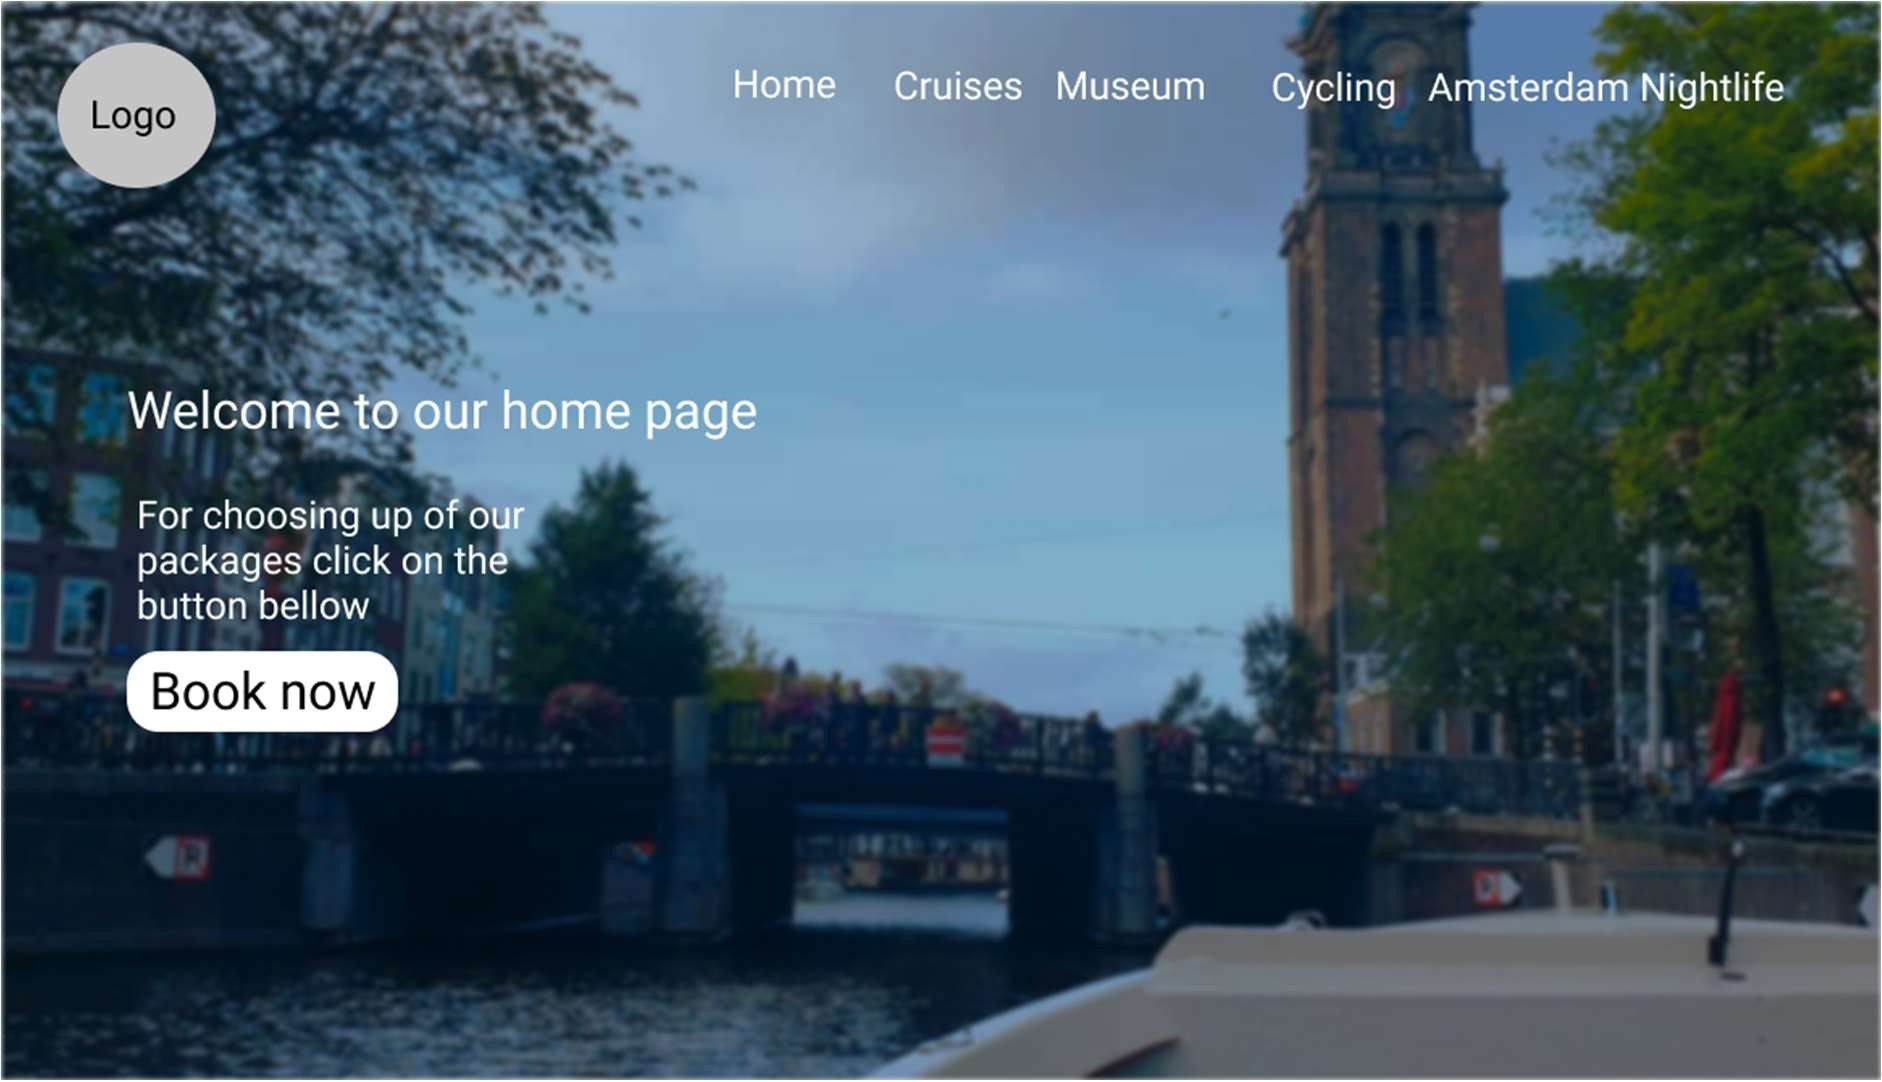 Logo
Home Cruises Museum Cycling Amsterdam Nightlife
Welcome to our home page
For choosing up of our
packages click on the
button bellow
Book now
R